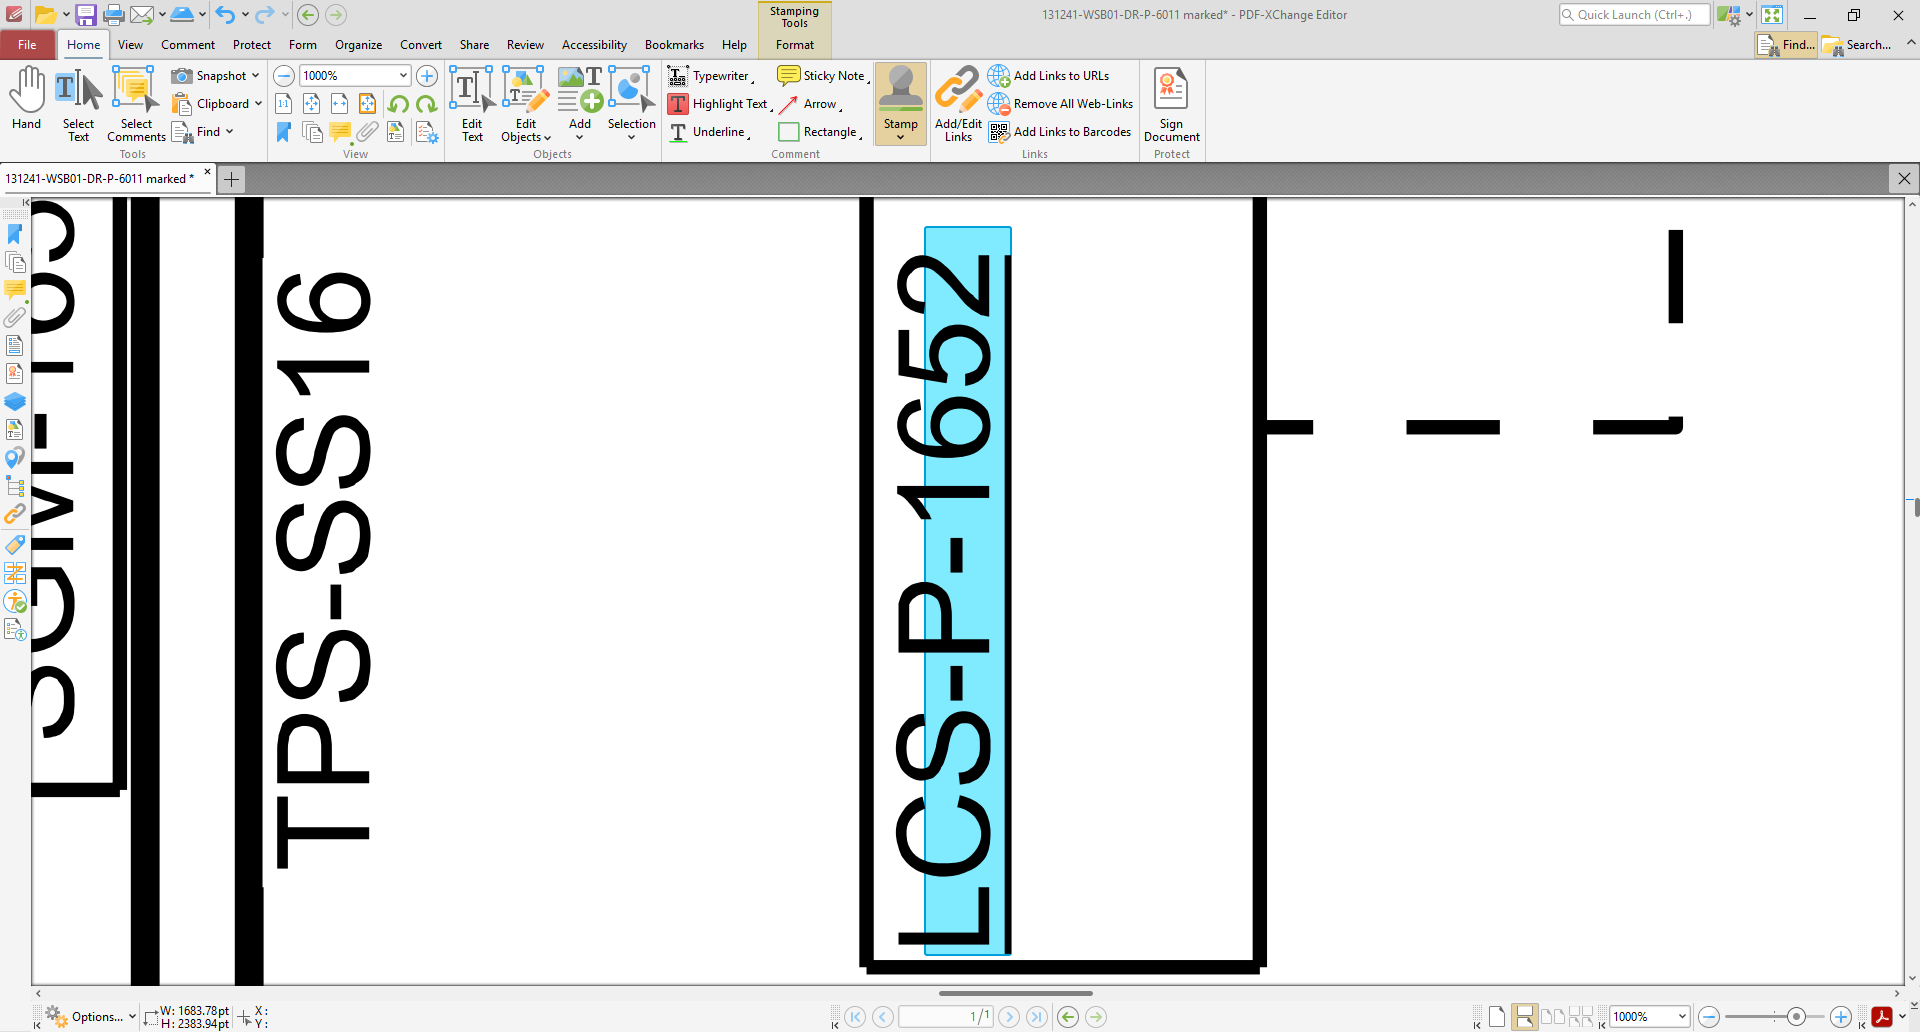 Stamping Tools
131241-WSB01-DR-P-6011 marked* - PDF-XChange Editor
Quick Launch (Ctrl+.)
File Home View Comment Protect Form Organize Convert Share Review Accessibility Bookmarks Help Format
Find... Search...
Hand
Select Text
Select Comments
Snapshot
Clipboard
Find
Tools
1000%
1:1
View
Edit Text
Edit Objects
Add
Selection
Objects
Typewriter
Highlight Text
Underline
Sticky Note
Arrow
Rectangle
Stamp
Comment
Add/Edit Links
Add Links to URLs
Remove All Web-Links
Add Links to Barcodes
Links
Sign Document
Protect
131241-WSB01-DR-P-6011 marked *
TPS-SS16
LCS-P-1652
Options...
W: 1683.78pt
H: 2383.94pt
X :
Y :
1/1
1000%